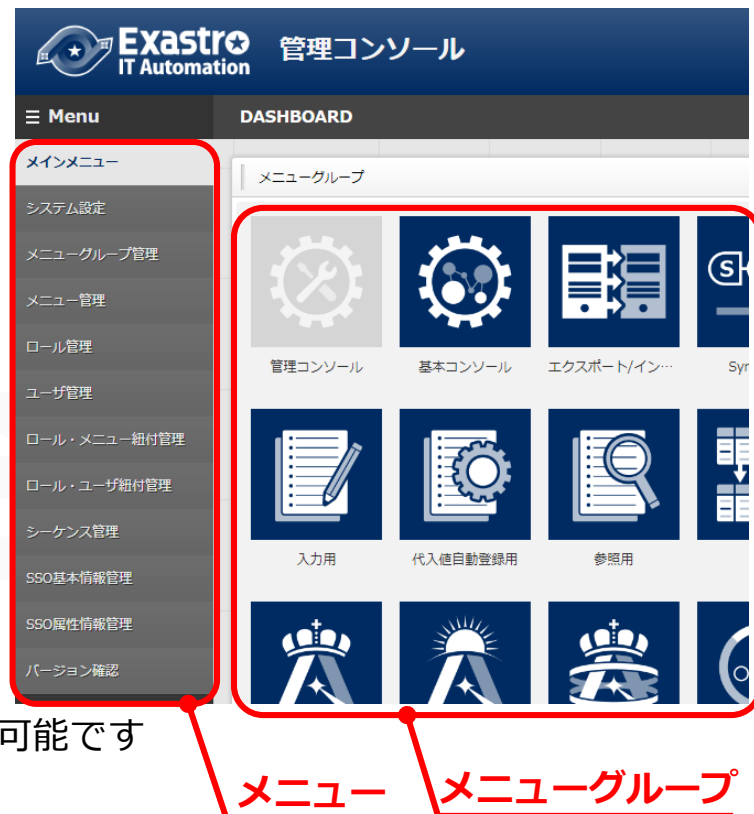 Exastro
IT Automation
管理コンソール
☰ Menu
DASHBOARD
メインメニュー
システム設定
メニューグループ管理
メニュー管理
ロール管理
ユーザ管理
ロール・メニュー紐付管理
ロール・ユーザ紐付管理
シーケンス管理
SSO基本情報管理
SSO属性情報管理
バージョン確認
メニューグループ
管理コンソール
基本コンソール
エクスポート/イン…
入力用
代入値自動登録用
参照用
可能です
メニュー
メニューグループ